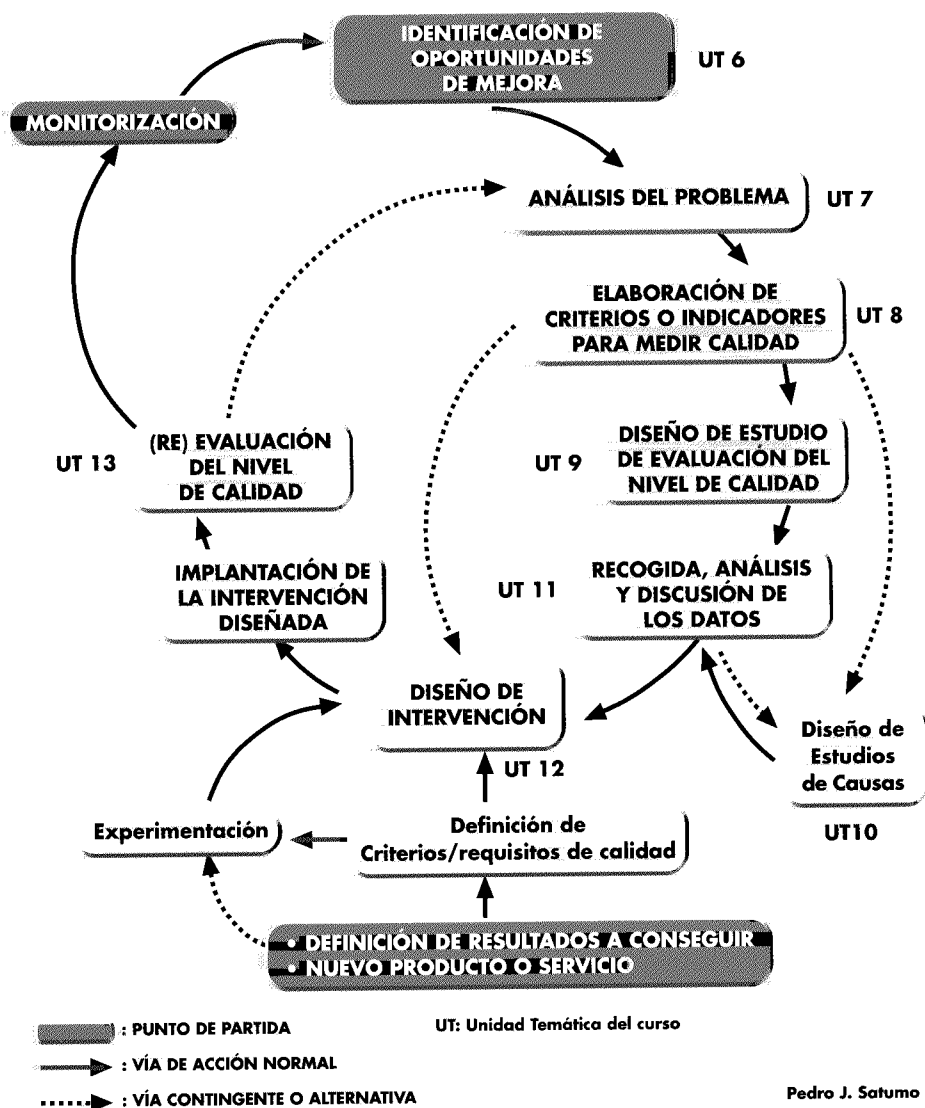 IDENTIFICACIÓN DE
OPORTUNIDADES
DE MEJORA
UT 6
MONITORIZACIÓN
ANÁLISIS DEL PROBLEMA
UT 7
ELABORACIÓN DE
CRITERIOS O INDICADORES
PARA MEDIR CALIDAD
UT 8
UT 13
(RE) EVALUACIÓN
DEL NIVEL
DE CALIDAD
UT 9
DISEÑO DE ESTUDIO
DE EVALUACIÓN DEL
NIVEL DE CALIDAD
IMPLANTACIÓN DE
LA INTERVENCIÓN
DISEÑADA
UT 11
RECOGIDA, ANÁLISIS
Y DISCUSIÓN DE
LOS DATOS
DISEÑO DE
INTERVENCIÓN
UT 12
Diseño de
Estudios
de Causas
UT10
Experimentación
Definición de
Criterios/requisitos de calidad
• DEFINICIÓN DE RESULTADOS A CONSEGUIR
• NUEVO PRODUCTO O SERVICIO
: PUNTO DE PARTIDA
UT: Unidad Temática del curso
: VÍA DE ACCIÓN NORMAL
: VÍA CONTINGENTE O ALTERNATIVA
Pedro J. Satumo